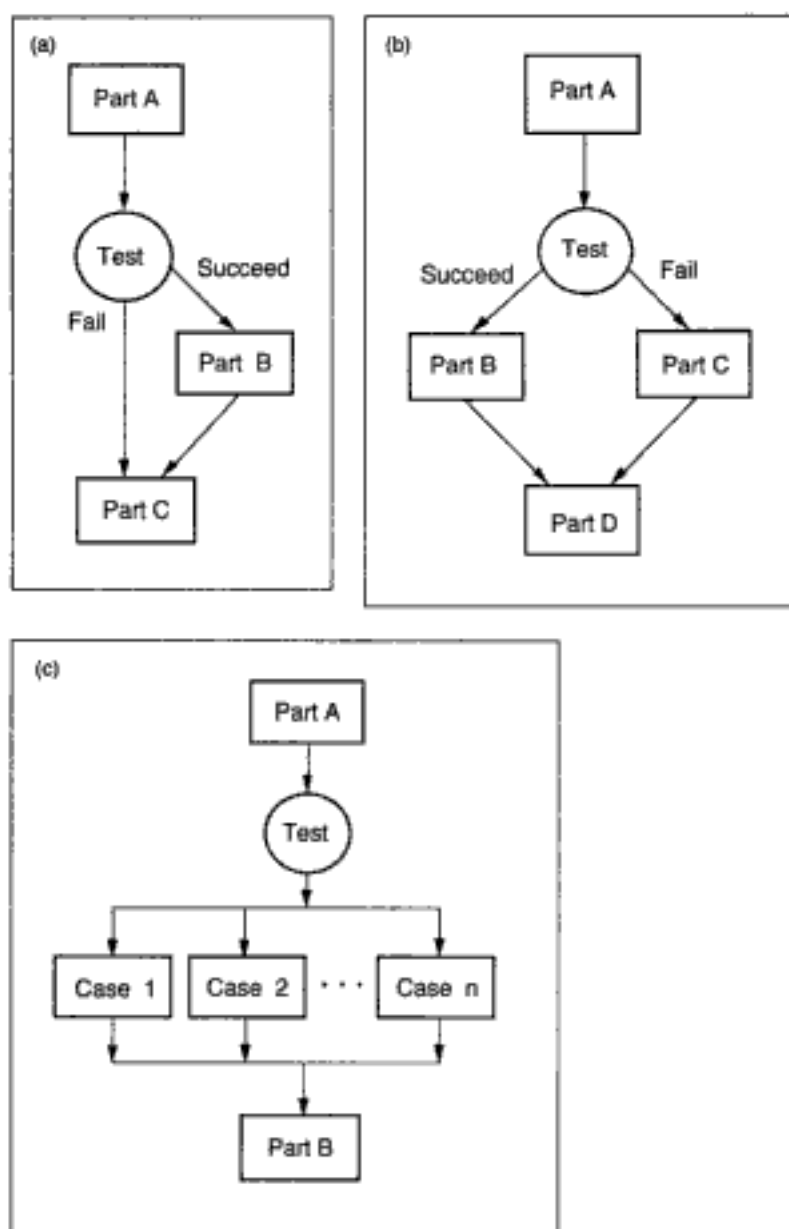 (a)
Part A
Test
Succeed
Fail
Part B
Part C
(b)
Part A
Test
Succeed
Fail
Part B
Part C
Part D
(c)
Part A
Test
Case 1
Case 2
· · ·
Case n
Part B